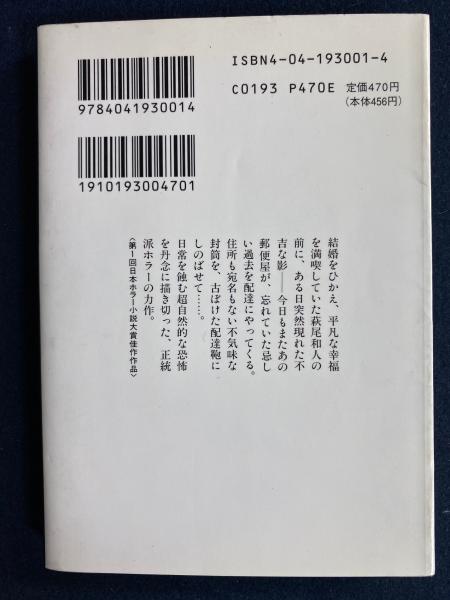 ISBN4-04-193001-4
C0193 P470E 定価470円
(本体456円)
9784041930014
1910193004701
結婚をひかえ、平凡な幸福
を満喫していた萩尾和人の
前に、ある日突然現れた不
吉な影――今日もまたあの
郵便屋が、忘れていた忌し
い過去を配達にやってくる。
住所も宛名もない不気味な
封筒を、古ぼけた配達鞄に
しのばせて……。
日常を蝕む超自然的な恐怖
を丹念に描き切った、正統
派ホラーの力作。
〈第1回日本ホラー小説大賞佳作作品〉